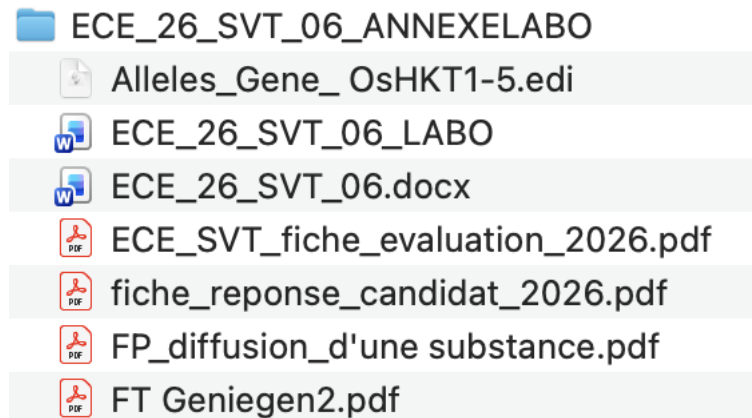 ECE_26_SVT_06_ANNEXELABO
Alleles_Gene_ OsHKT1-5.edi
ECE_26_SVT_06_LABO
ECE_26_SVT_06.docx
ECE_SVT_fiche_evaluation_2026.pdf
fiche_reponse_candidat_2026.pdf
FP_diffusion_d'une substance.pdf
FT Geniegen2.pdf